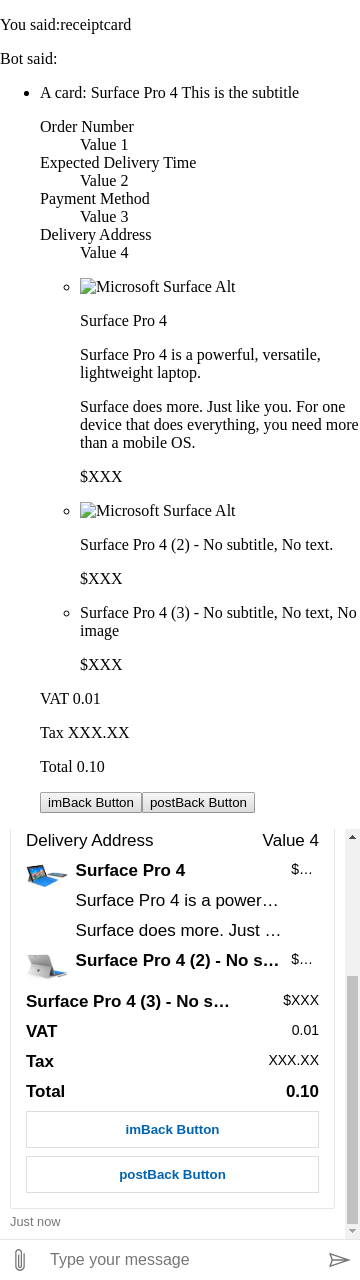 You said:receiptcard
Bot said:
A card: Surface Pro 4 This is the subtitle
Order Number
Value 1
Expected Delivery Time
Value 2
Payment Method
Value 3
Delivery Address
Value 4
Microsoft Surface Alt
Surface Pro 4
Surface Pro 4 is a powerful, versatile,
lightweight laptop.
Surface does more. Just like you. For one
device that does everything, you need more
than a mobile OS.
$XXX
Microsoft Surface Alt
Surface Pro 4 (2) - No subtitle, No text.
$XXX
Surface Pro 4 (3) - No subtitle, No text, No
image
$XXX
VAT 0.01
Tax XXX.XX
Total 0.10
imBack Button postBack Button
Delivery Address Value 4
Surface Pro 4 $…
Surface Pro 4 is a power…
Surface does more. Just …
Surface Pro 4 (2) - No s… $…
Surface Pro 4 (3) - No s… $XXX
VAT 0.01
Tax XXX.XX
Total 0.10
imBack Button
postBack Button
Just now
Type your message